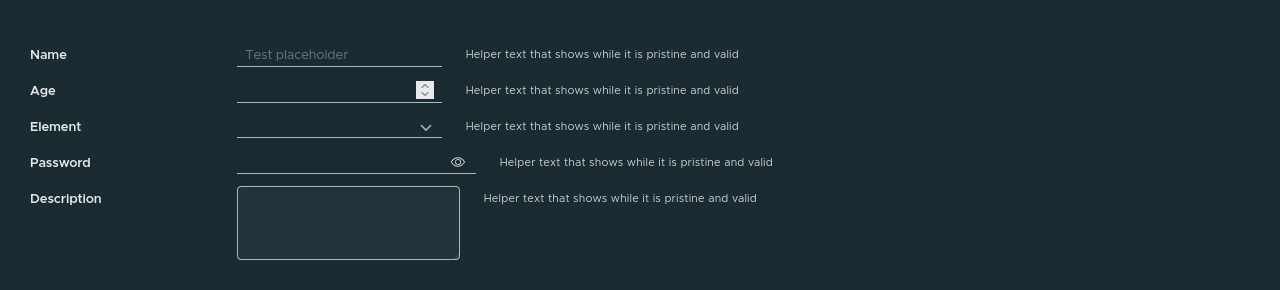 Name Test placeholder Helper text that shows while it is pristine and valid
Age Helper text that shows while it is pristine and valid
Element Helper text that shows while it is pristine and valid
Password Helper text that shows while it is pristine and valid
Description Helper text that shows while it is pristine and valid